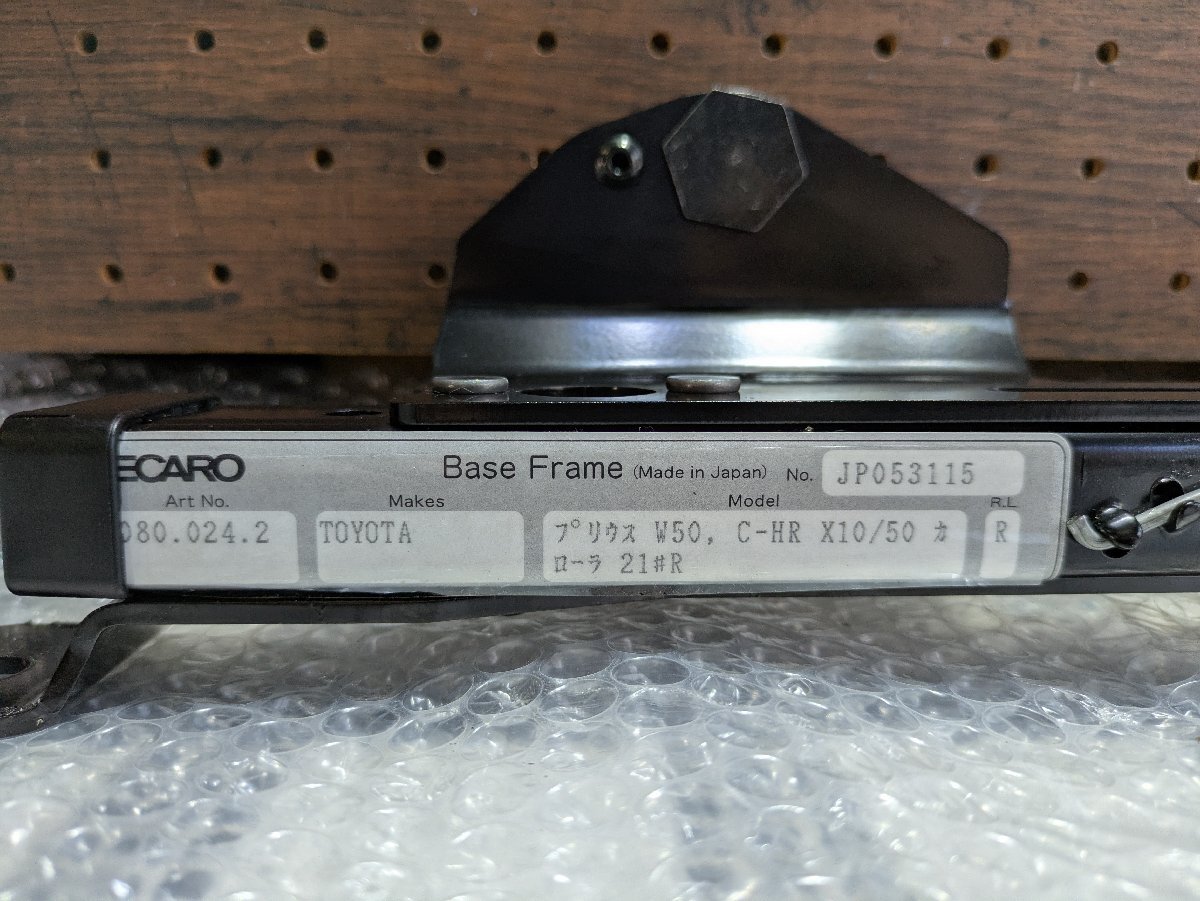 ECARO Base Frame (Made in Japan) No. JP053115
Art No. Makes Model R.L
080.024.2 TOYOTA プリウス W50, C-HR X10/50 カ R
ローラ 21#R